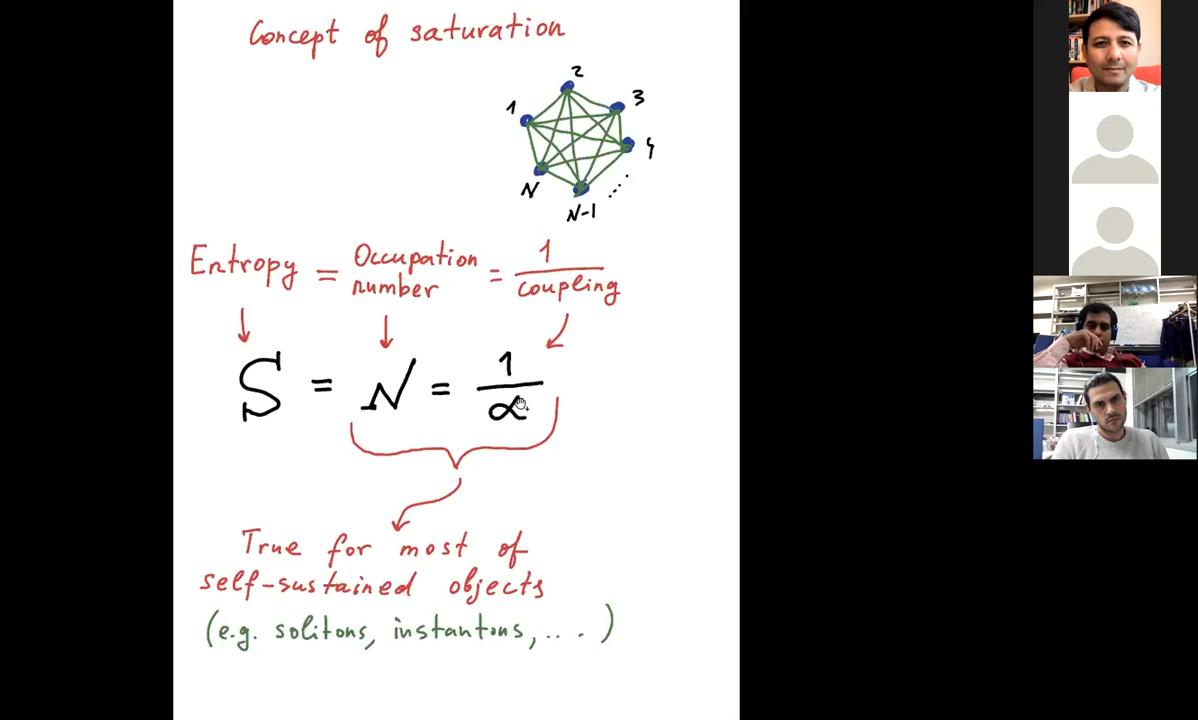 Concept of saturation
2
1
3
4
N
N-1
Entropy = Occupation number = 1 / coupling
S = N = 1 / α
True for most of
self-sustained objects
(e.g. solitons, instantons, ... )